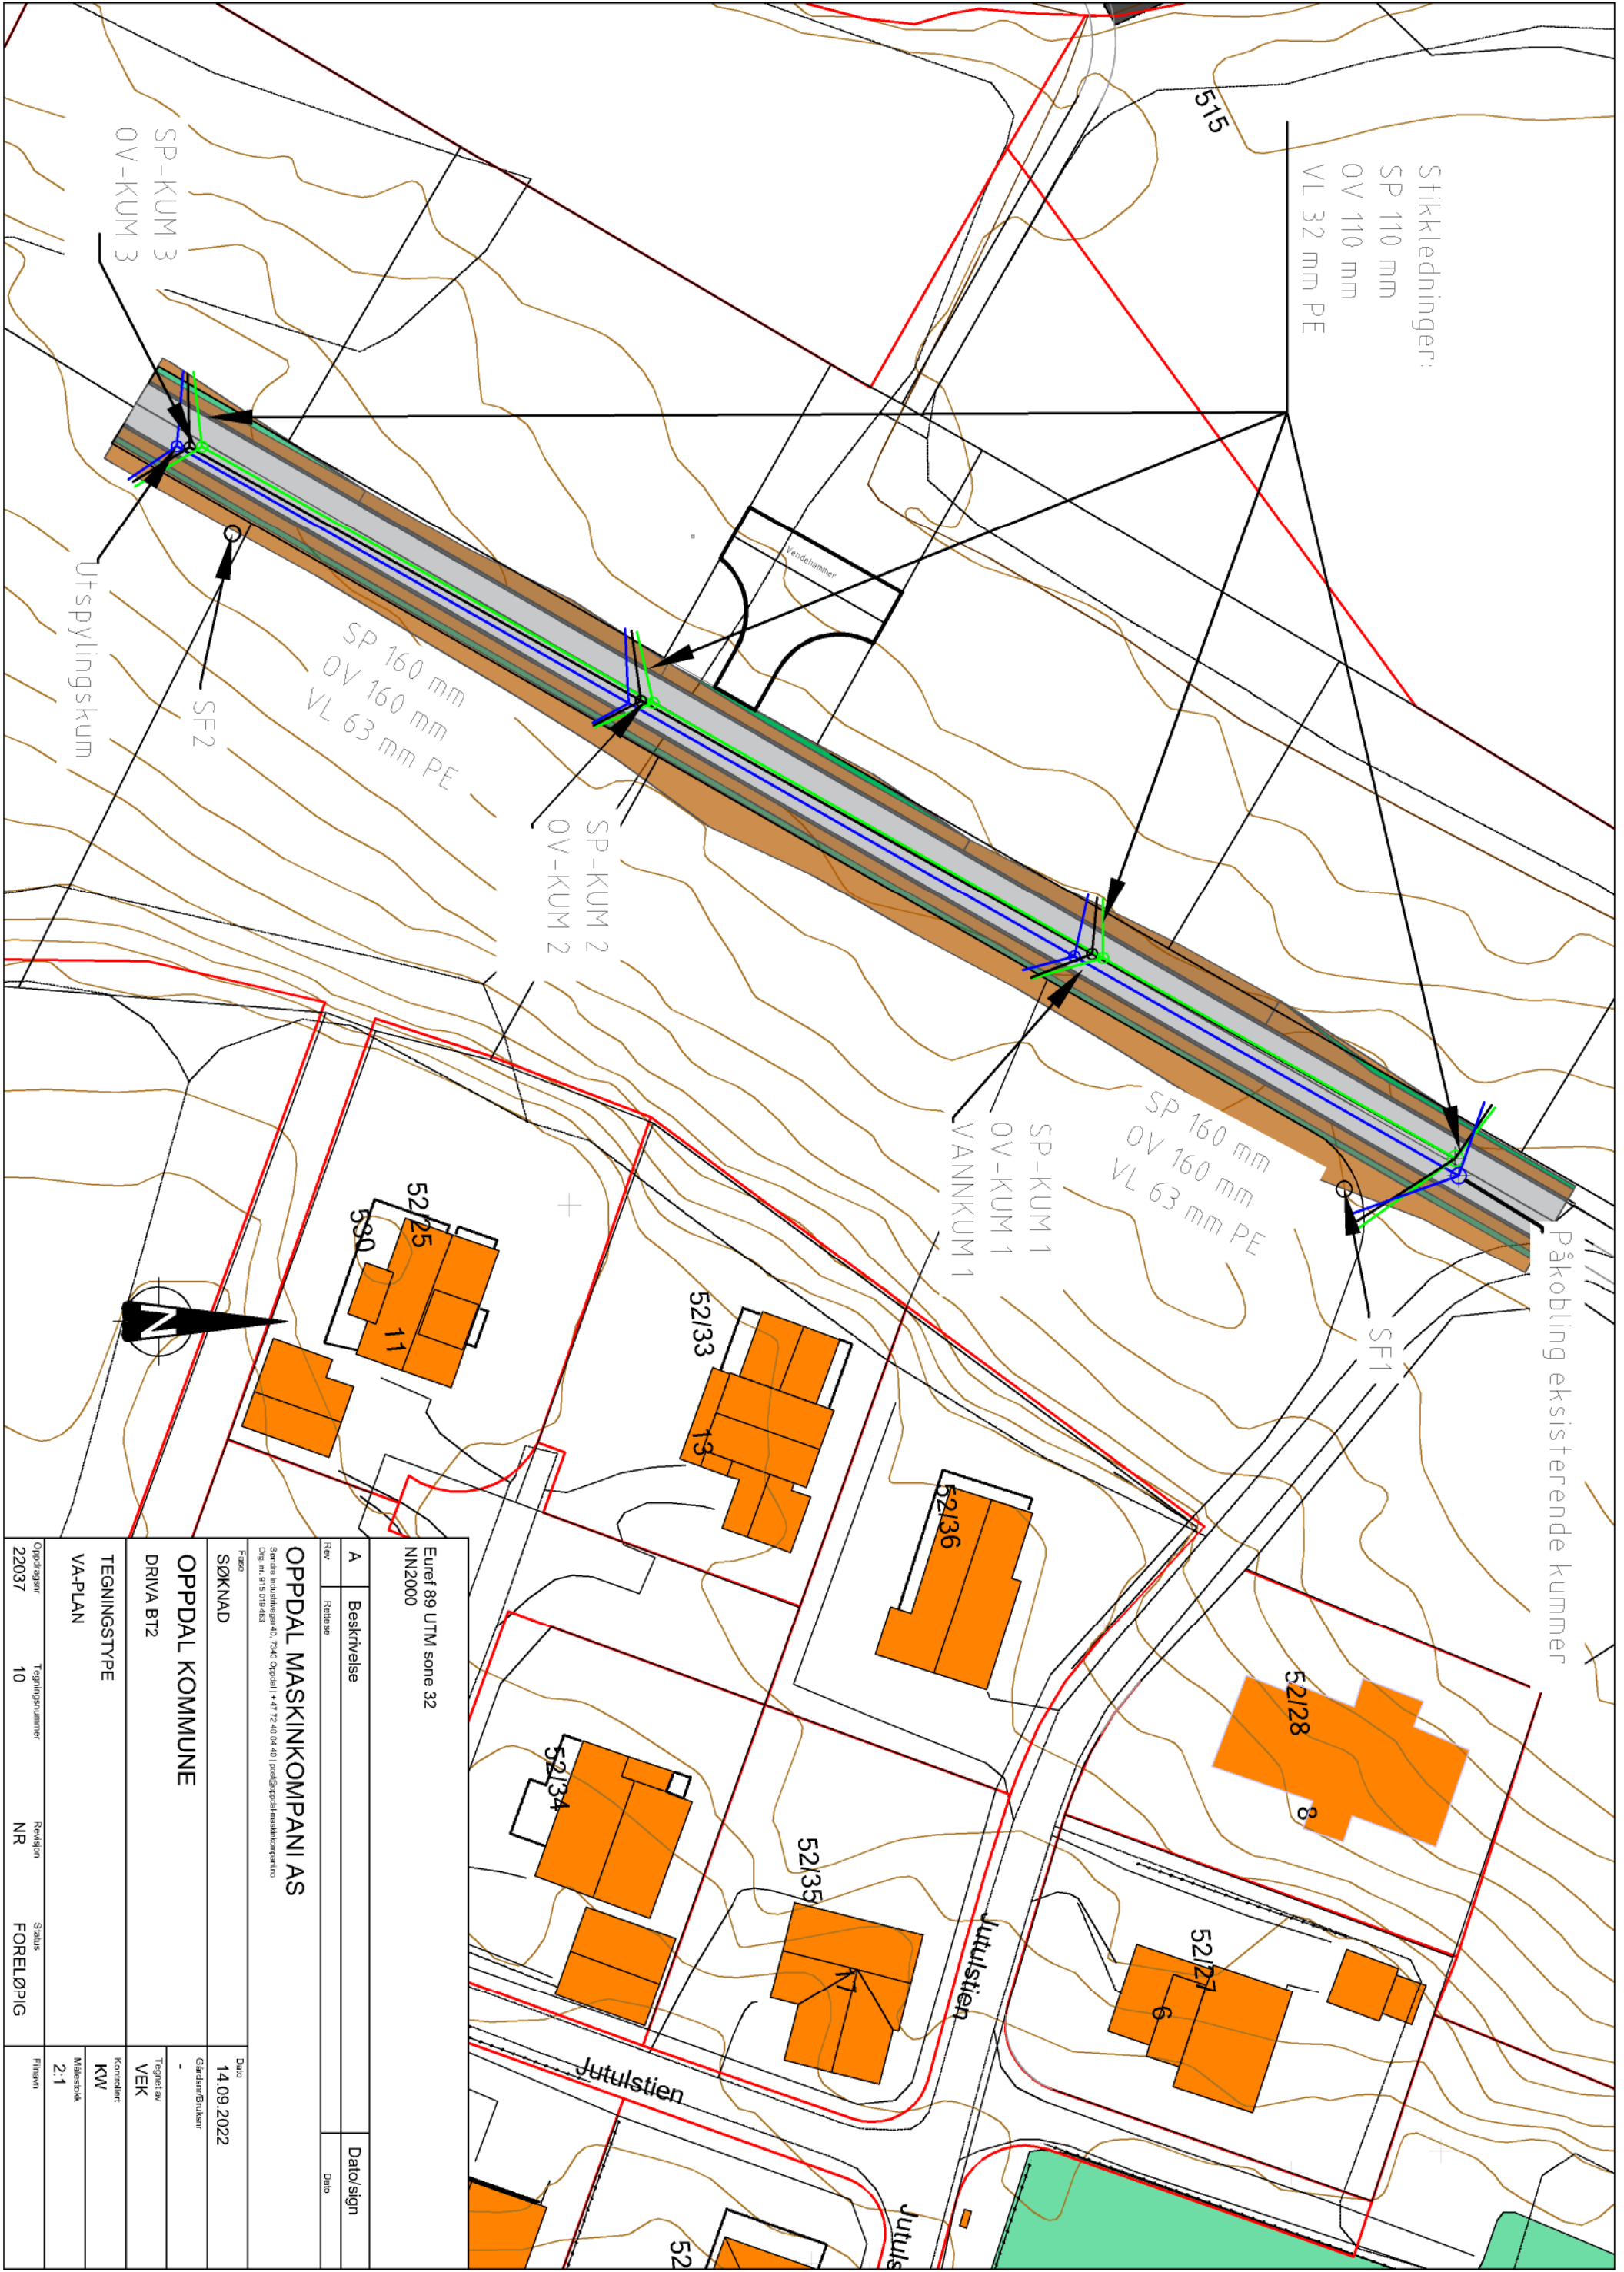 Stikkledninger:
SP 110 mm
OV 110 mm
VL 32 mm PE
515
SP-KUM 3
OV-KUM 3
Utspylingskum
SF2
SP 160 mm
OV 160 mm
VL 63 mm PE
Vendehammer
SP-KUM 2
OV-KUM 2
SP-KUM 1
OV-KUM 1
VANNKUM 1
SP 160 mm
OV 160 mm
VL 63 mm PE
SF1
Påkobling eksisterende kummer
52/25
530
11
52/33
13
52/36
52/28
8
52/34
52/35
17
52/27
6
Jutulstien
Jutulstien
Jutuls
52
N
Euref 89 UTM sone 32
NN2000
A Beskrivelse Dato/sign
Rev Rettelse Dato
OPPDAL MASKINKOMPANI AS
Fase
SØKNAD
Dato
14.09.2022
OPPDAL KOMMUNE
Gårdsnr/Bruksnr
-
DRIVA BT2
Tegnet av
VEK
TEGNINGSTYPE
Kontrollert
KW
VA-PLAN
Målestokk
2:1
Oppdragsnr Tegningsnummer Revisjon Status Filnavn
22037 10 NR FORELØPIG